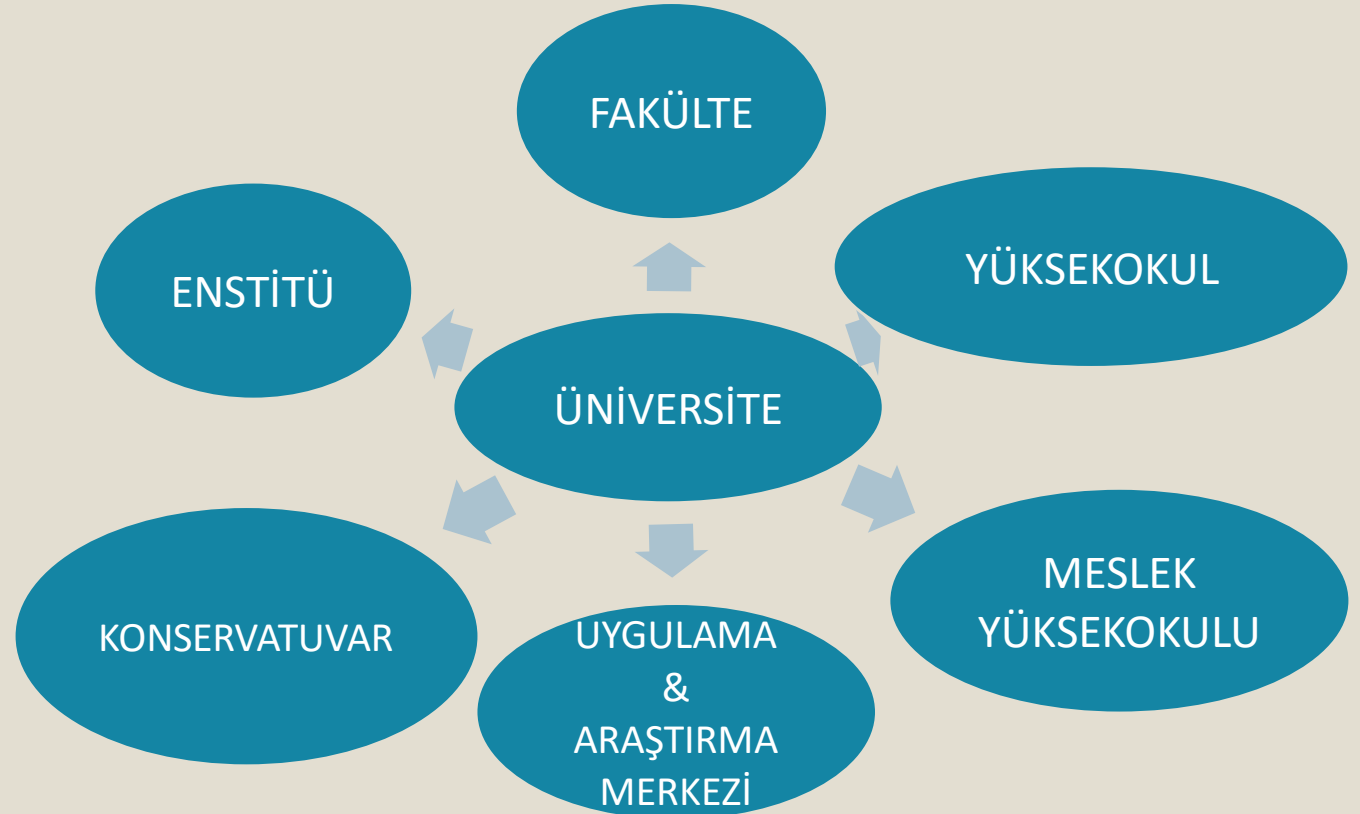 FAKÜLTE
YÜKSEKOKUL
ENSTİTÜ
ÜNİVERSİTE
MESLEK
YÜKSEKOKULU
KONSERVATUVAR
UYGULAMA
&
ARAŞTIRMA
MERKEZİ